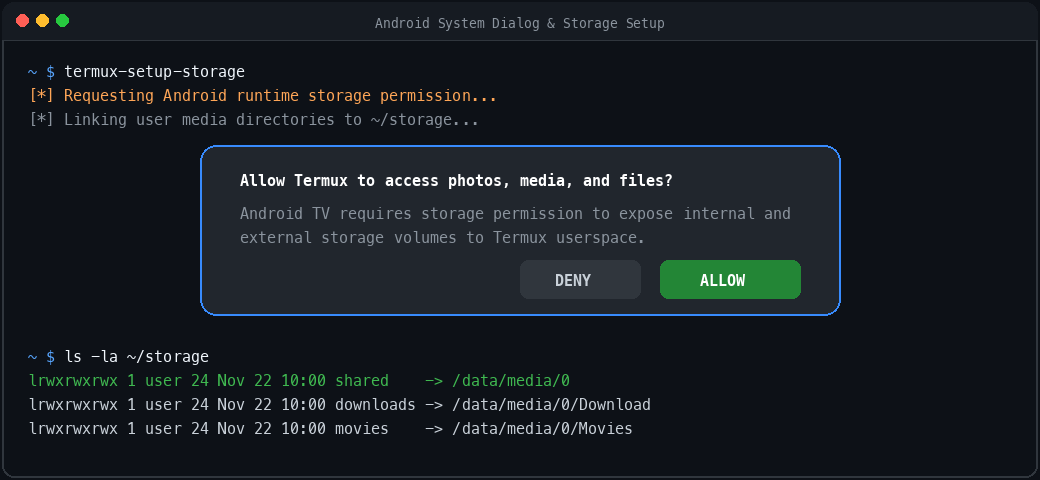 Android System Dialog & Storage Setup
~ $ termux-setup-storage
[*] Requesting Android runtime storage permission...
[*] Linking user media directories to ~/storage...
Allow Termux to access photos, media, and files?
Android TV requires storage permission to expose internal and
external storage volumes to Termux userspace.
DENY ALLOW
~ $ ls -la ~/storage
lrwxrwxrwx 1 user 24 Nov 22 10:00 shared    -> /data/media/0
lrwxrwxrwx 1 user 24 Nov 22 10:00 downloads -> /data/media/0/Download
lrwxrwxrwx 1 user 24 Nov 22 10:00 movies    -> /data/media/0/Movies